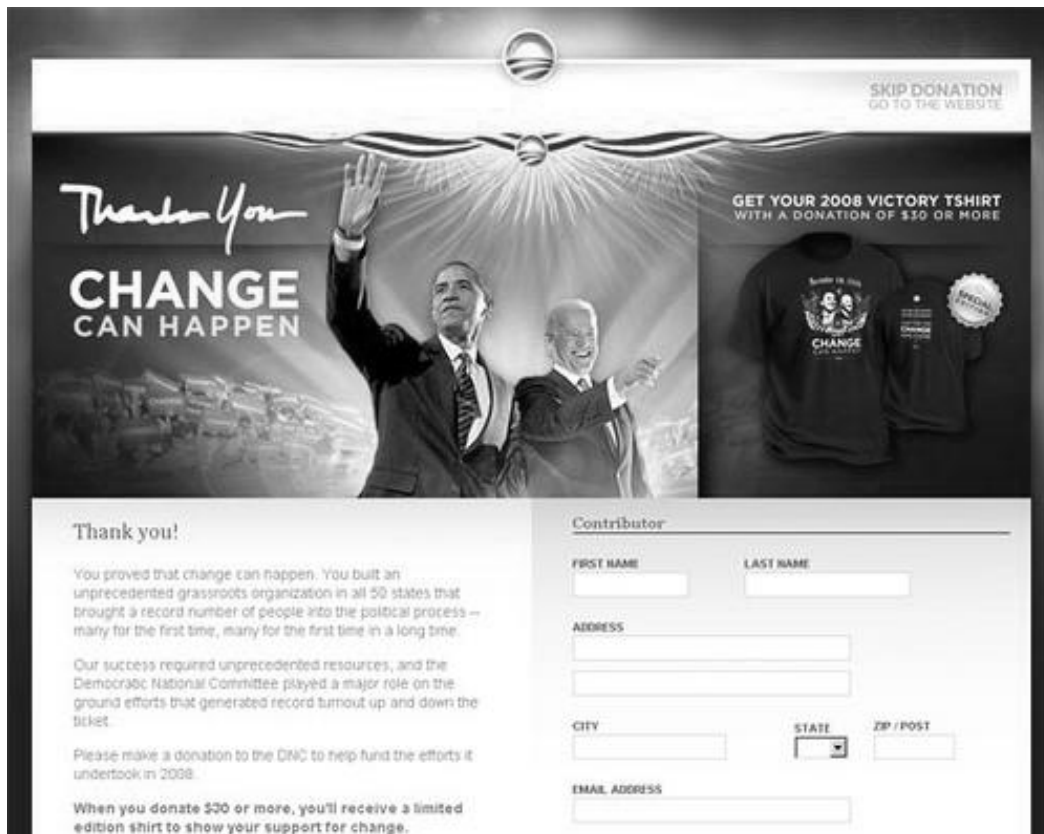 SKIP DONATION
GO TO THE WEBSITE
Thank You
CHANGE
CAN HAPPEN
GET YOUR 2008 VICTORY TSHIRT
WITH A DONATION OF $30 OR MORE
SPECIAL
CHANGE
CAN HAPPEN
CHANGE
Thank you!
You proved that change can happen. You built an
unprecedented grassroots organization in all 50 states that
brought a record number of people into the political process --
many for the first time, many for the first time in a long time.
Our success required unprecedented resources, and the
Democratic National Committee played a major role on the
ground efforts that generated record turnout up and down the
ticket.
Please make a donation to the DNC to help fund the efforts it
undertook in 2008.
When you donate $30 or more, you'll receive a limited
edition shirt to show your support for change.
Contributor
FIRST NAME
LAST NAME
ADDRESS
CITY
STATE
ZIP / POST
EMAIL ADDRESS